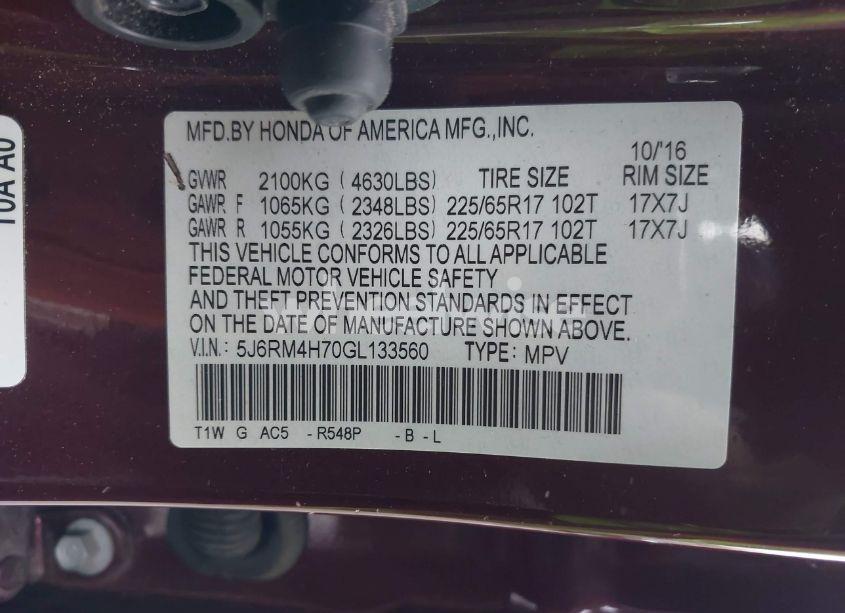 MFD.BY HONDA OF AMERICA MFG.,INC.
10/'16
GVWR 2100KG ( 4630LBS) TIRE SIZE RIM SIZE
GAWR F 1065KG ( 2348LBS) 225/65R17 102T 17X7J
GAWR R 1055KG ( 2326LBS) 225/65R17 102T 17X7J
THIS VEHICLE CONFORMS TO ALL APPLICABLE
FEDERAL MOTOR VEHICLE SAFETY
AND THEFT PREVENTION STANDARDS IN EFFECT
ON THE DATE OF MANUFACTURE SHOWN ABOVE.
V.I.N.: 5J6RM4H70GL133560 TYPE: MPV
T1W G AC5 - R548P - B - L